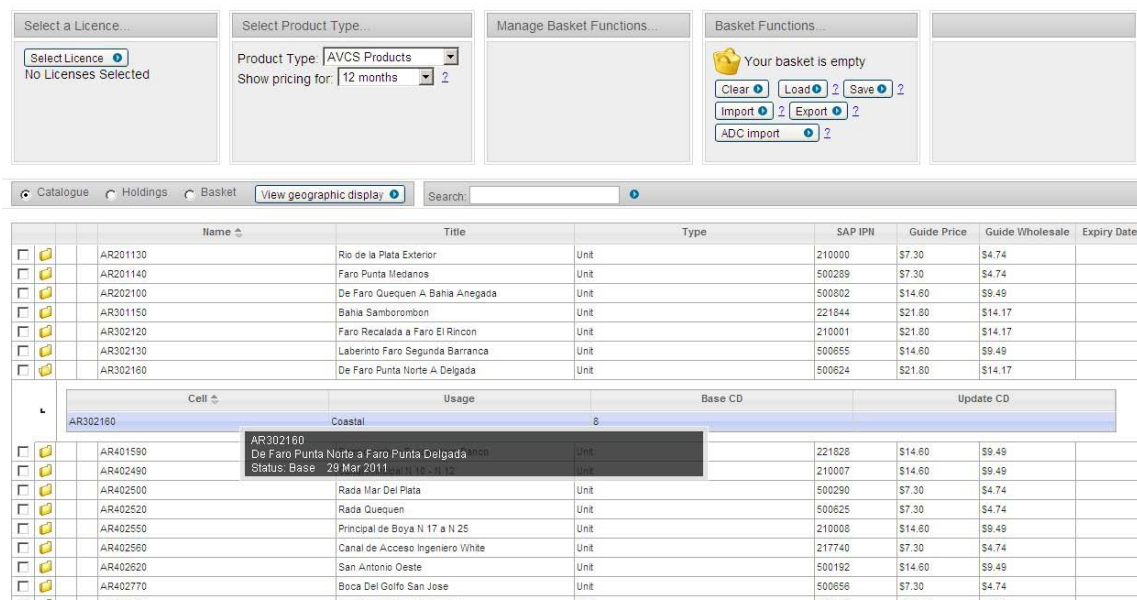 Select a Licence...
Select Product Type...
Manage Basket Functions...
Basket Functions...
Select Licence
No Licenses Selected
Product Type: AVCS Products
Show pricing for: 12 months ?
Your basket is empty
Clear Load ? Save ?
Import ? Export ?
ADC import ?
Catalogue Holdings Basket View geographic display Search:
Name Title Type SAP IPN Guide Price Guide Wholesale Expiry Date
AR201130 Rio de la Plata Exterior Unit 210000 $7.30 $4.74
AR201140 Faro Punta Medanos Unit 500289 $7.30 $4.74
AR202100 De Faro Quequen A Bahia Anegada Unit 500802 $14.60 $9.49
AR301150 Bahia Samborombon Unit 221844 $21.80 $14.17
AR302120 Faro Recalada a Faro El Rincon Unit 210001 $21.80 $14.17
AR302130 Laberinto Faro Segunda Barranca Unit 500655 $14.60 $9.49
AR302160 De Faro Punta Norte A Delgada Unit 500624 $21.80 $14.17
Cell Usage Base CD Update CD
AR302160 Coastal 8
AR302160
De Faro Punta Norte a Faro Punta Delgada
Status: Base 29 Mar 2011
AR401590 Unit 221828 $14.60 $9.49
AR402490 N 10 - N 12 Unit 210007 $14.60 $9.49
AR402500 Rada Mar Del Plata Unit 500290 $7.30 $4.74
AR402520 Rada Quequen Unit 500625 $7.30 $4.74
AR402550 Principal de Boya N 17 a N 25 Unit 210008 $14.60 $9.49
AR402560 Canal de Acceso Ingeniero White Unit 217740 $7.30 $4.74
AR402620 San Antonio Oeste Unit 500192 $14.60 $9.49
AR402770 Boca Del Golfo San Jose Unit 500656 $7.30 $4.74